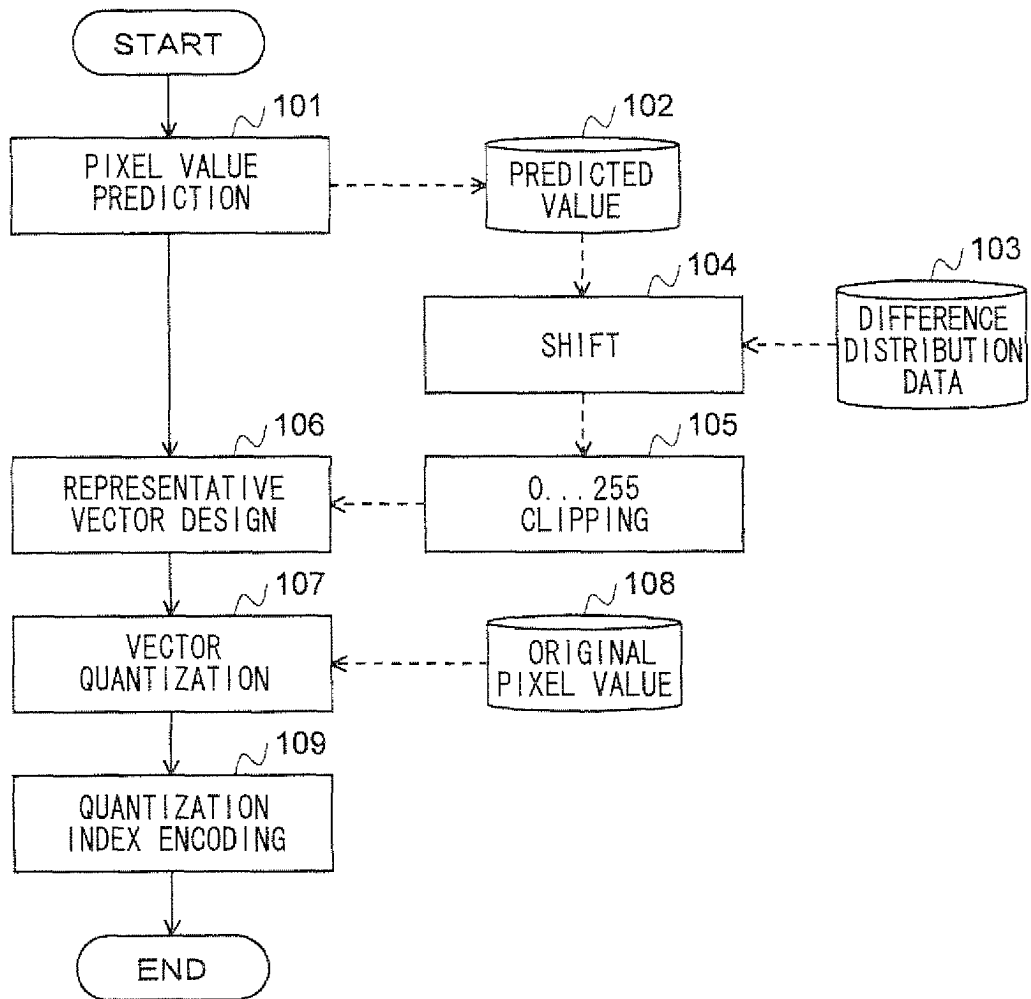 START
101
PIXEL VALUE
PREDICTION
102
PREDICTED
VALUE
103
DIFFERENCE
DISTRIBUTION
DATA
104
SHIFT
105
0...255
CLIPPING
106
REPRESENTATIVE
VECTOR DESIGN
107
VECTOR
QUANTIZATION
108
ORIGINAL
PIXEL VALUE
109
QUANTIZATION
INDEX ENCODING
END